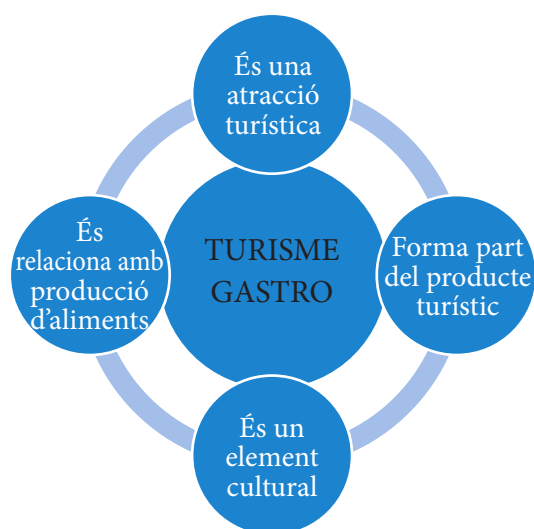 És una
atracció
turística
És
relaciona amb
producció
d’aliments
TURISME
GASTRO
Forma part
del producte
turístic
És un
element
cultural